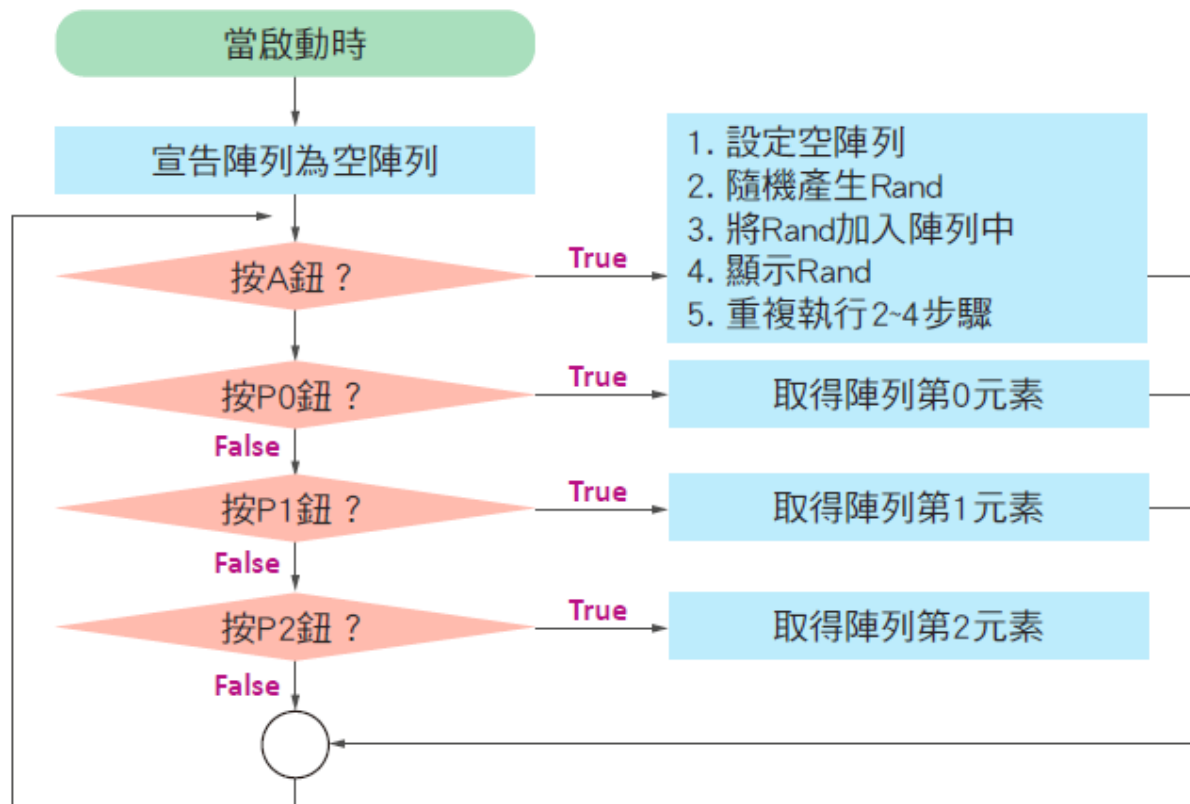 當啟動時
宣告陣列為空陣列
按A鈕？
True
1. 設定空陣列
2. 隨機產生Rand
3. 將Rand加入陣列中
4. 顯示Rand
5. 重複執行2~4步驟
按P0鈕？
True
取得陣列第0元素
False
按P1鈕？
True
取得陣列第1元素
False
按P2鈕？
True
取得陣列第2元素
False